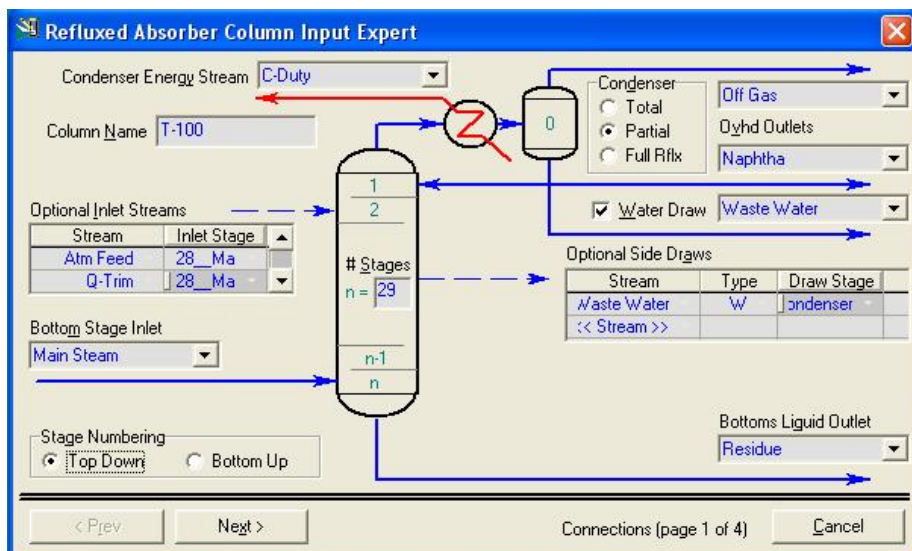 Refluxed Absorber Column Input Expert
Condenser Energy Stream C-Duty
Column Name T-100
0
Condenser
Total
Partial
Full Rflx
Off Gas
Ovhd Outlets
Naphtha
Water Draw Waste Water
1
2
Optional Inlet Streams
Stream Inlet Stage
Atm Feed 28__Ma
Q-Trim 28__Ma
# Stages
n = 29
Optional Side Draws
Stream Type Draw Stage
Waste Water W ondenser
<< Stream >>
Bottom Stage Inlet
Main Steam
n-1
n
Stage Numbering
Top Down Bottom Up
Bottoms Liquid Outlet
Residue
< Prev Next > Connections (page 1 of 4) Cancel